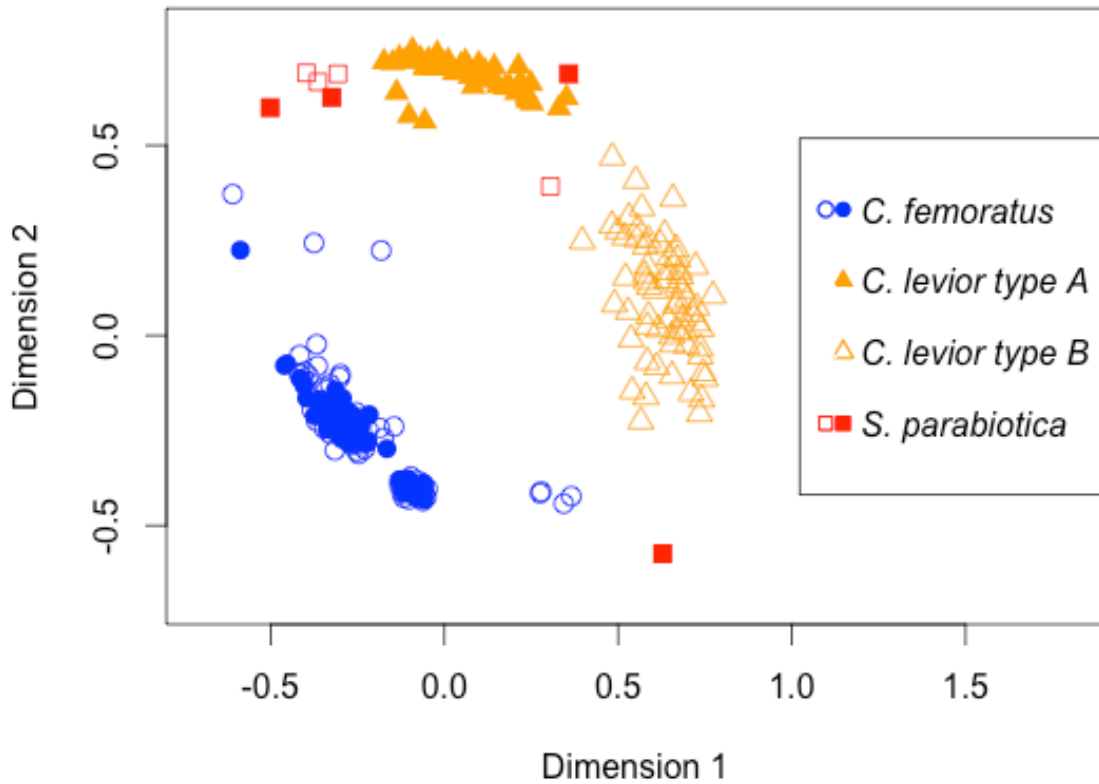 Dimension 2
0.5
0.0
-0.5
-0.5 0.0 0.5 1.0 1.5
Dimension 1
C. femoratus
C. levior type A
C. levior type B
S. parabiotica